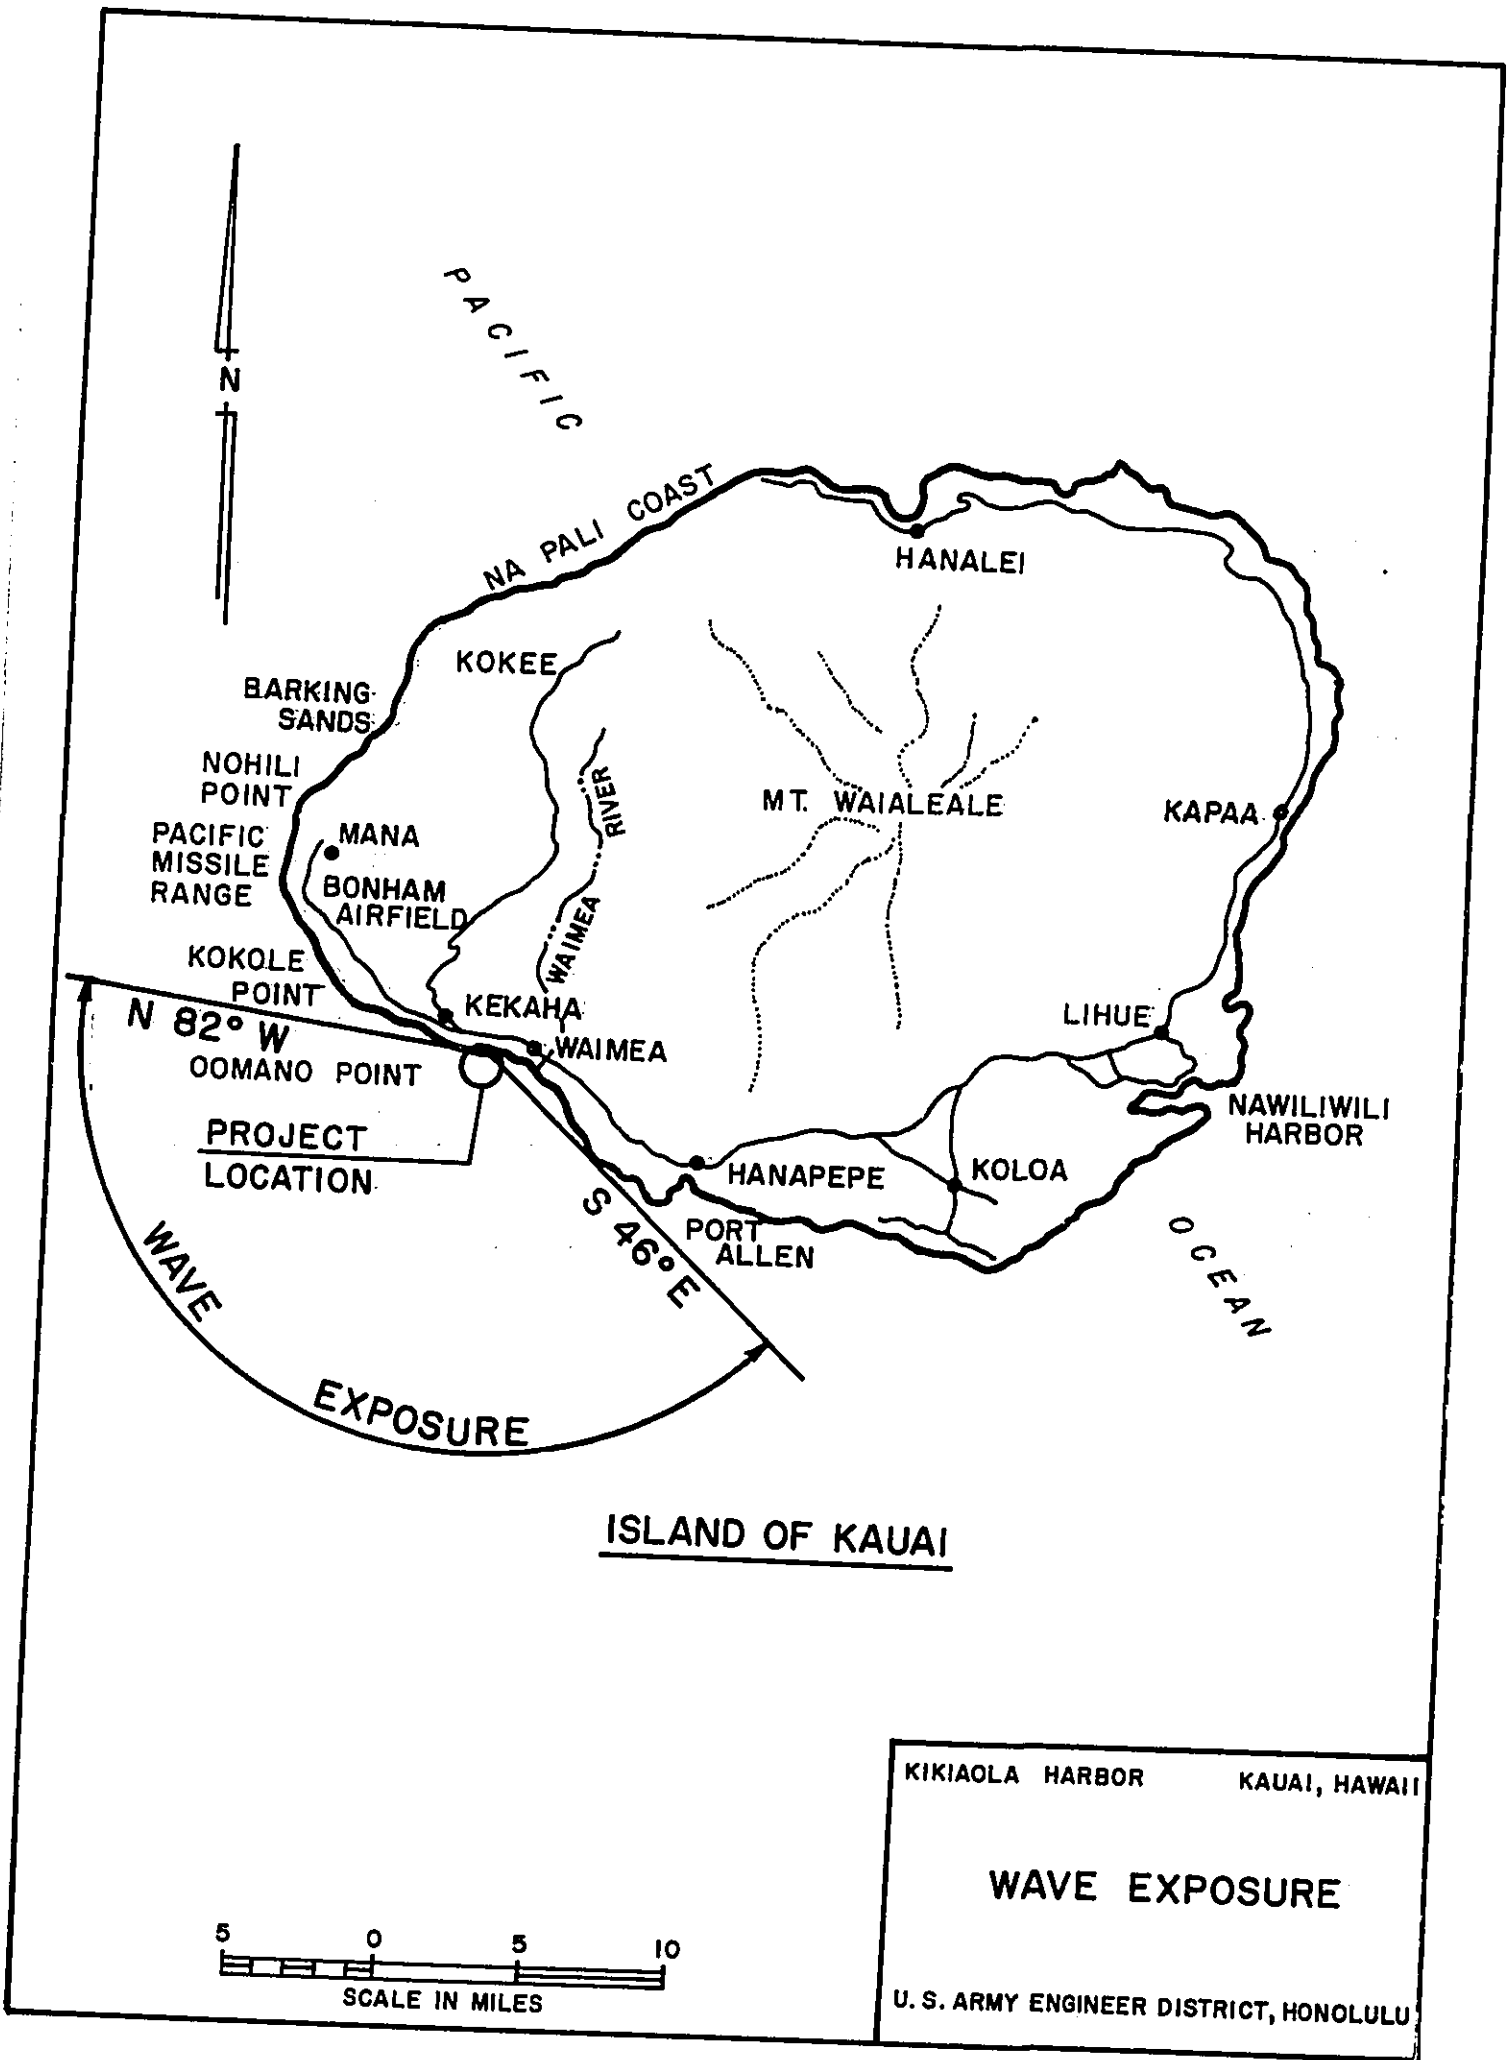 PACIFIC
N
NA PALI COAST
HANALEI
KOKEE
BARKING
SANDS
NOHILI
POINT
RIVER
MT. WAIALEALE
KAPAA
PACIFIC
MISSILE
RANGE
MANA
BONHAM
AIRFIELD
WAIMEA
KOKOLE
POINT
KEKAHA
LIHUE
N 82° W
WAIMEA
OOMANO POINT
NAWILIWILI
HARBOR
PROJECT
LOCATION
HANAPEPE
KOLOA
S 46° E
PORT
ALLEN
OCEAN
WAVE
EXPOSURE
ISLAND OF KAUAI
KIKIAOLA HARBOR KAUAI, HAWAII
WAVE EXPOSURE
5 0 5 10
SCALE IN MILES
U. S. ARMY ENGINEER DISTRICT, HONOLULU